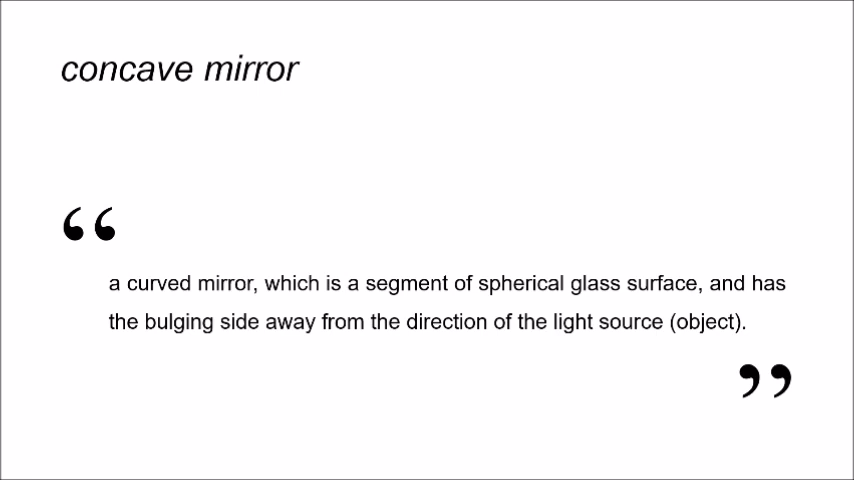 concave mirror
“
a curved mirror, which is a segment of spherical glass surface, and has
the bulging side away from the direction of the light source (object).
”